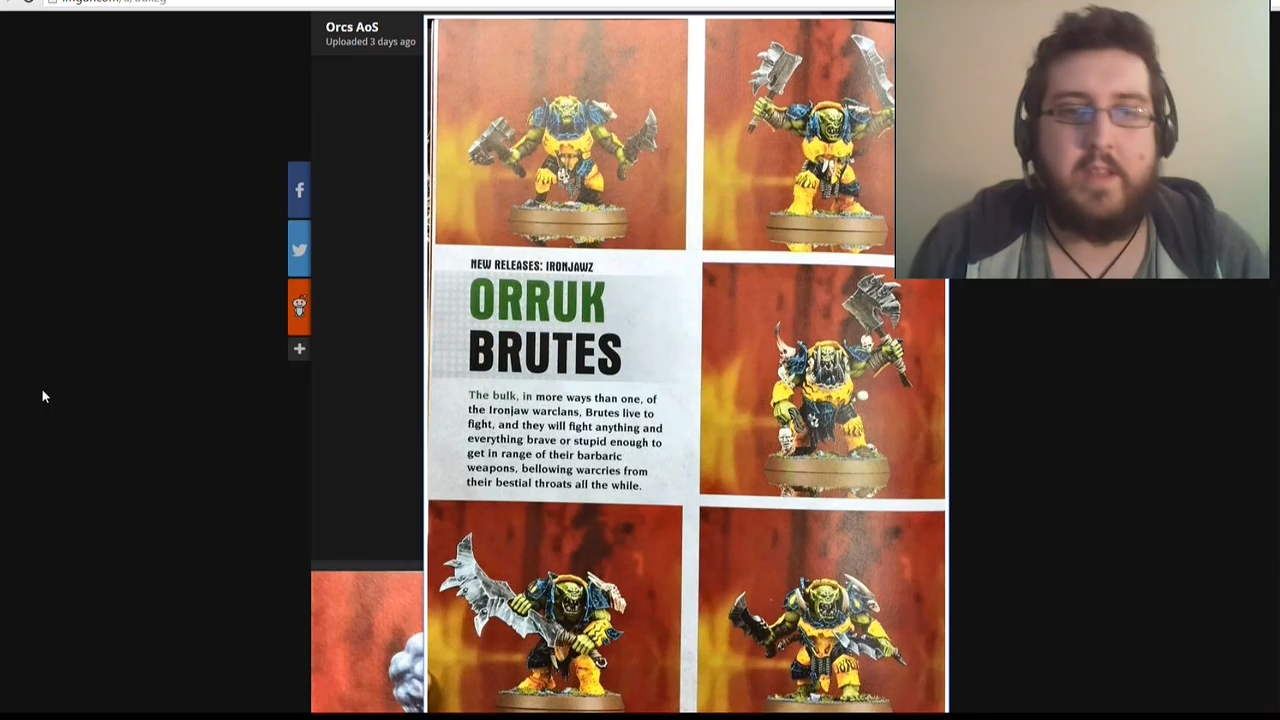 Orcs AoS
Uploaded 3 days ago
NEW RELEASES: IRONJAWZ
ORRUK
BRUTES
The bulk, in more ways than one, of
the Ironjaw warclans, Brutes live to
fight, and they will fight anything and
everything brave or stupid enough to
get in range of their barbaric
weapons, bellowing warcries from
their bestial throats all the while.